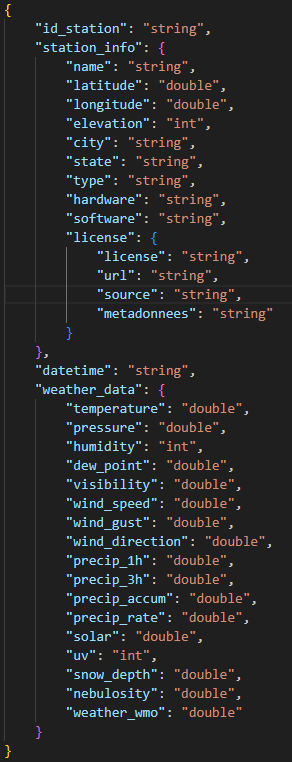 {
    "id_station": "string",
    "station_info": {
        "name": "string",
        "latitude": "double",
        "longitude": "double",
        "elevation": "int",
        "city": "string",
        "state": "string",
        "type": "string",
        "hardware": "string",
        "software": "string",
        "license": {
            "license": "string",
            "url": "string",
            "source": "string",
            "metadonnees": "string"
        }
    },
    "datetime": "string",
    "weather_data": {
        "temperature": "double",
        "pressure": "double",
        "humidity": "int",
        "dew_point": "double",
        "visibility": "double",
        "wind_speed": "double",
        "wind_gust": "double",
        "wind_direction": "double",
        "precip_1h": "double",
        "precip_3h": "double",
        "precip_accum": "double",
        "precip_rate": "double",
        "solar": "double",
        "uv": "int",
        "snow_depth": "double",
        "nebulosity": "double",
        "weather_wmo": "double"
    }
}